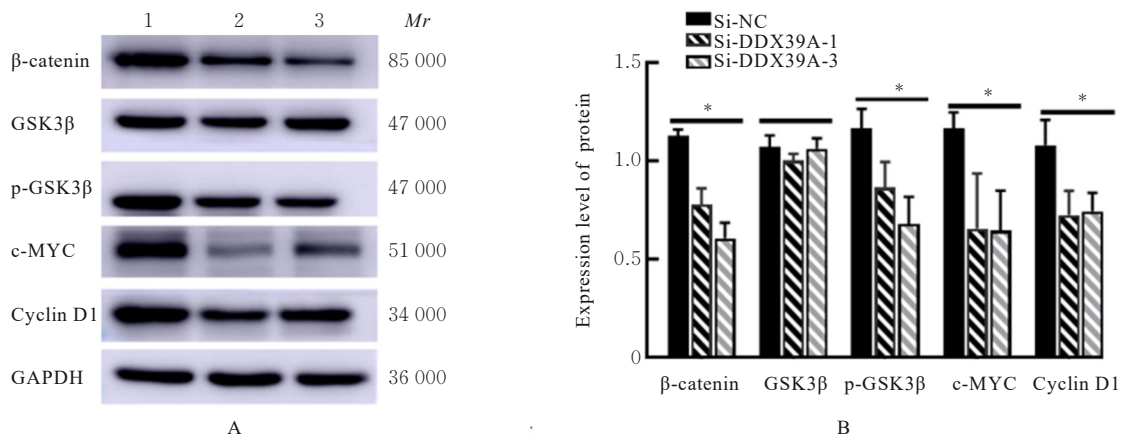 1 2 3 Mr
β-catenin 85 000
GSK3β 47 000
p-GSK3β 47 000
c-MYC 51 000
Cyclin D1 34 000
GAPDH 36 000
A
Si-NC
Si-DDX39A-1
Si-DDX39A-3
Expression level of protein
1.5
1.0
0.5
0
* * * *
β-catenin GSK3β p-GSK3β c-MYC Cyclin D1
B